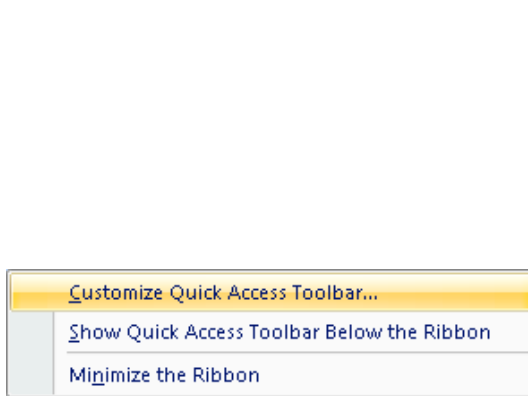 Customize Quick Access Toolbar...
Show Quick Access Toolbar Below the Ribbon
Minimize the Ribbon